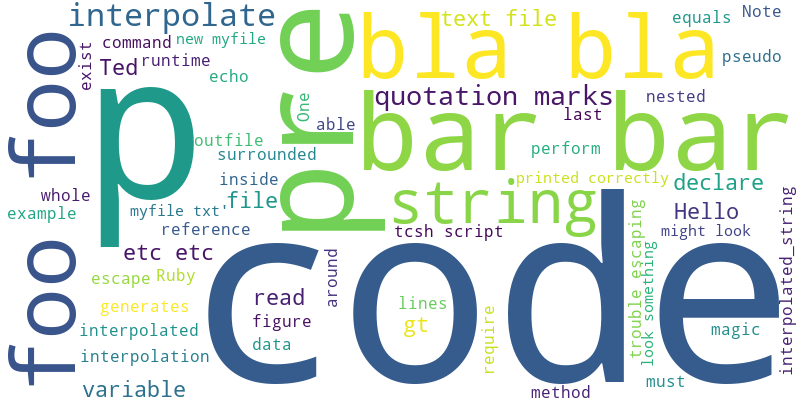 interpolate
text file
equals
Note
command
new myfile
exist
foo foo
Ted
runtime
echo
p
pre
bla bla
pseudo
One
able
quotation marks
nested
last
bar bar
outfile
surrounded
perform
whole
inside
printed correctly
declare
example
myfile txt'
file
string
Hello
reference
tcsh script
might look
etc etc
code
around
trouble escaping
look something
interpolated_string
escape
Ruby
read
generates
figure
lines
gt
require
magic
interpolated
data
interpolation
must
variable
method